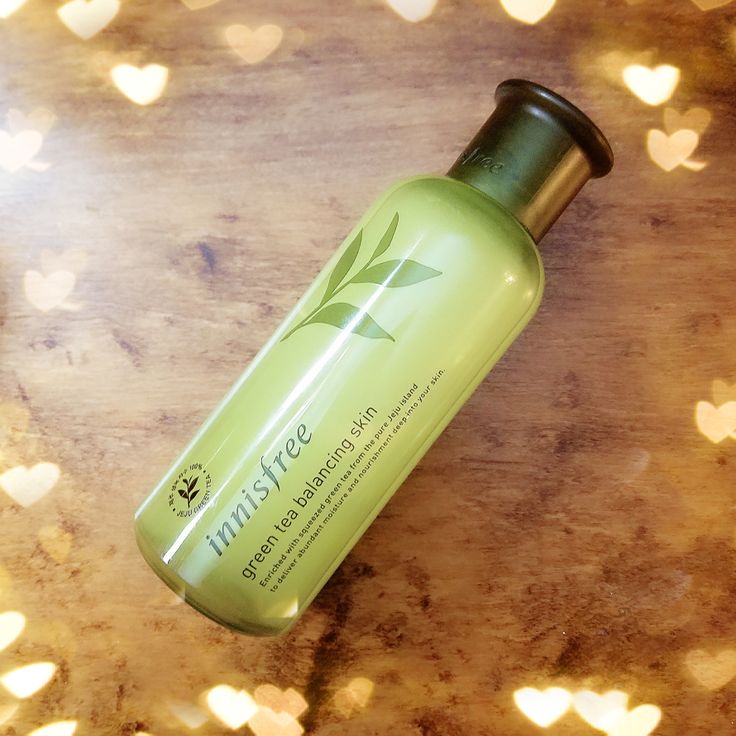 innisfree
green tea balancing skin
Enriched with squeezed green tea from the pure Jeju island
to deliver abundant moisture and nourishment deep into your skin.
100%
JEJU GREEN TEA